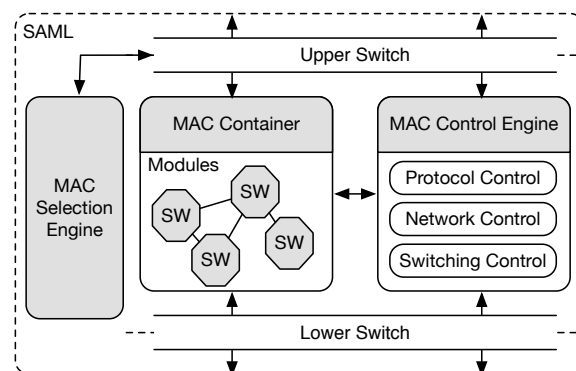 SAML
Upper Switch
MAC
Selection
Engine
MAC Container
Modules
SW
SW
SW
SW
MAC Control Engine
Protocol Control
Network Control
Switching Control
Lower Switch